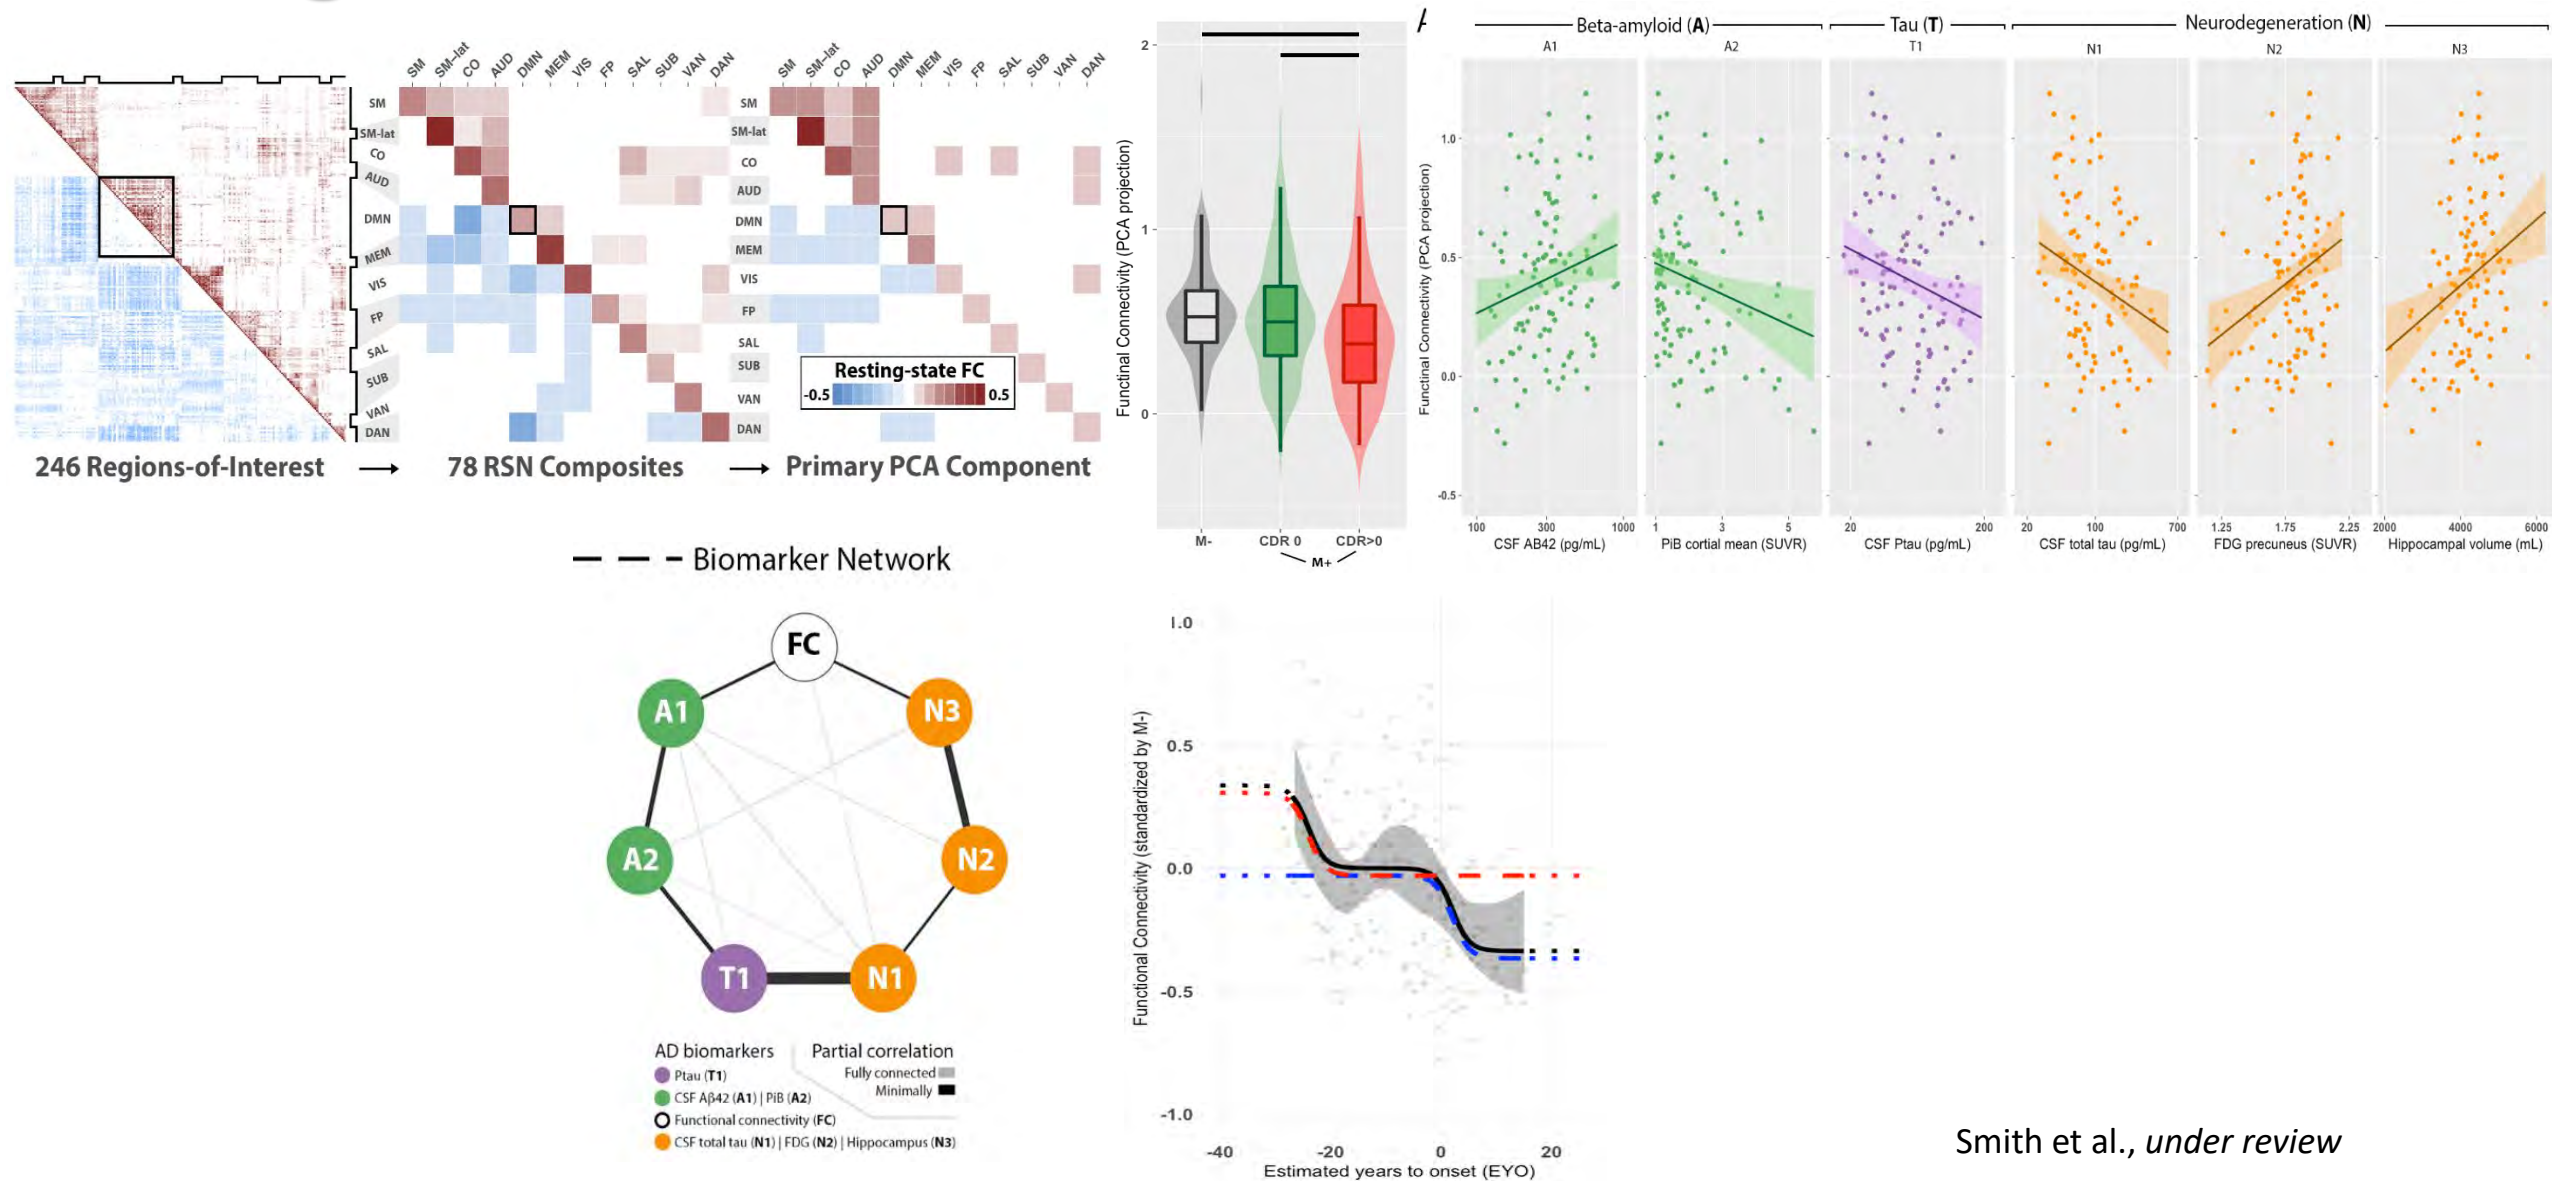 SM SM-lat CO AUD DMN MEM VIS FP SAL SUB VAN DAN
SM
SM-lat
CO
AUD
DMN
MEM
VIS
FP
SAL
SUB
VAN
DAN
SM SM-lat CO AUD DMN MEM VIS FP SAL SUB VAN DAN
SM
SM-lat
CO
AUD
DMN
MEM
VIS
FP
SAL
SUB
VAN
DAN
Resting-state FC
-0.5 0.5
246 Regions-of-Interest
78 RSN Composites
Primary PCA Component
Functinal Connectivity (PCA projection)
2
1
0
M- CDR 0 CDR>0
M+
Beta-amyloid (A) Tau (T) Neurodegeneration (N)
A1 A2 T1 N1 N2 N3
Functinal Connectivity (PCA projection)
1.0
0.5
0.0
-0.5
100 300 1000 1 3 5 20 200 20 100 700 1.25 1.75 2.25 2000 4000 6000
CSF AB42 (pg/mL) PiB cortial mean (SUVR) CSF Ptau (pg/mL) CSF total tau (pg/mL) FDG precuneus (SUVR) Hippocampal volume (mL)
Biomarker Network
FC
A1 N3
A2 N2
T1 N1
AD biomarkers
Ptau (T1)
CSF Aβ42 (A1) | PiB (A2)
Functional connectivity (FC)
CSF total tau (N1) | FDG (N2) | Hippocampus (N3)
Partial correlation
Fully connected
Minimally
Functional Connectivity (standardized by M-)
1.0
0.5
0.0
-0.5
-1.0
-40 -20 0 20
Estimated years to onset (EYO)
Smith et al., under review